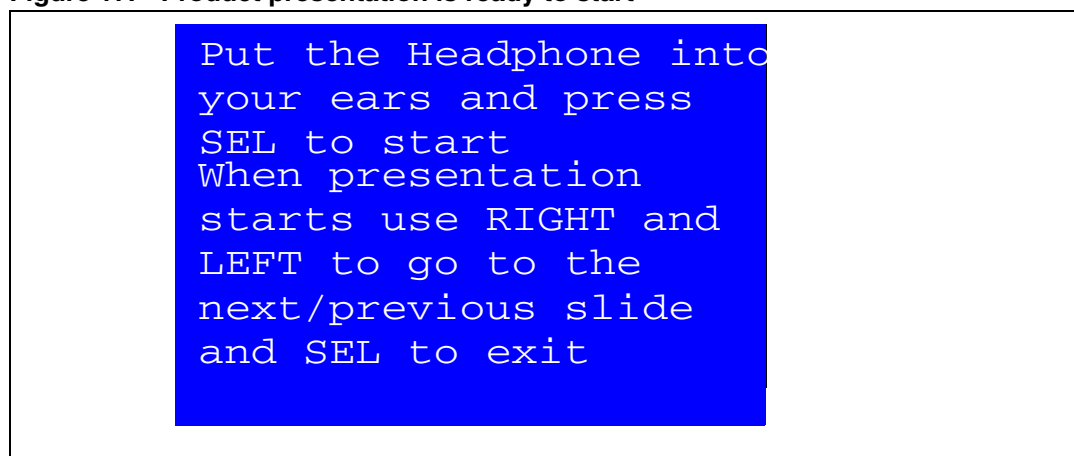 Put the Headphone into
your ears and press
SEL to start
When presentation
starts use RIGHT and
LEFT to go to the
next/previous slide
and SEL to exit